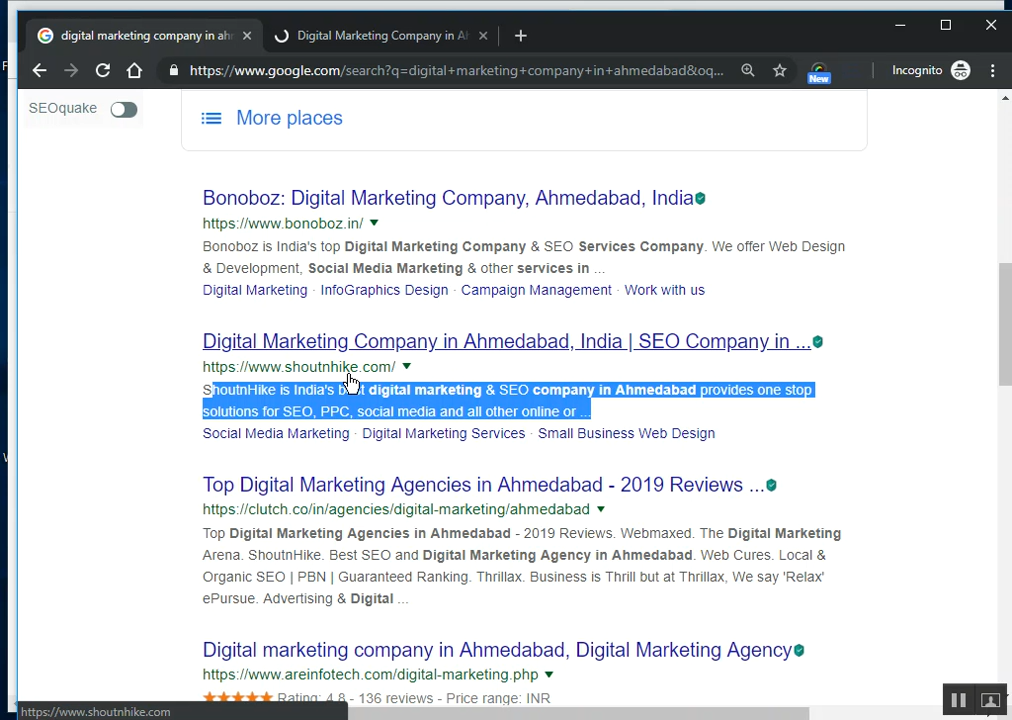 digital marketing company in ah
Digital Marketing Company in Ah
https://www.google.com/search?q=digital+marketing+company+in+ahmedabad&oq...
New
Incognito
SEOquake
More places
Bonoboz: Digital Marketing Company, Ahmedabad, India
https://www.bonoboz.in/
Bonoboz is India's top Digital Marketing Company & SEO Services Company. We offer Web Design
& Development, Social Media Marketing & other services in ...
Digital Marketing · InfoGraphics Design · Campaign Management · Work with us
Digital Marketing Company in Ahmedabad, India | SEO Company in ...
https://www.shoutnhike.com/
ShoutnHike is India's best digital marketing & SEO company in Ahmedabad provides one stop
solutions for SEO, PPC, social media and all other online or ...
Social Media Marketing · Digital Marketing Services · Small Business Web Design
Top Digital Marketing Agencies in Ahmedabad - 2019 Reviews ...
https://clutch.co/in/agencies/digital-marketing/ahmedabad
Top Digital Marketing Agencies in Ahmedabad - 2019 Reviews. Webmaxed. The Digital Marketing
Arena. ShoutnHike. Best SEO and Digital Marketing Agency in Ahmedabad. Web Cures. Local &
Organic SEO | PBN | Guaranteed Ranking. Thrillax. Business is Thrill but at Thrillax, We say 'Relax'
ePursue. Advertising & Digital ...
Digital marketing company in Ahmedabad, Digital Marketing Agency
https://www.areinfotech.com/digital-marketing.php
Rating: 4.8 - 136 reviews - Price range: INR
https://www.shoutnhike.com